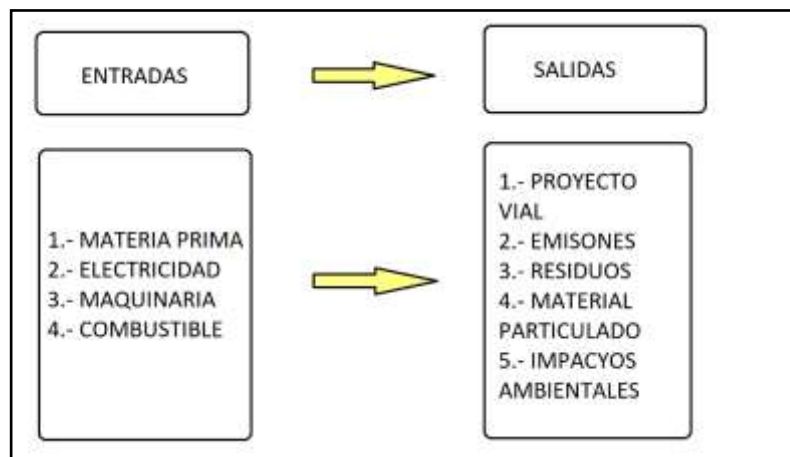 ENTRADAS
SALIDAS
1.- MATERIA PRIMA
2.- ELECTRICIDAD
3.- MAQUINARIA
4.- COMBUSTIBLE
1.- PROYECTO
VIAL
2.- EMISONES
3.- RESIDUOS
4.- MATERIAL
PARTICULADO
5.- IMPACYOS
AMBIENTALES